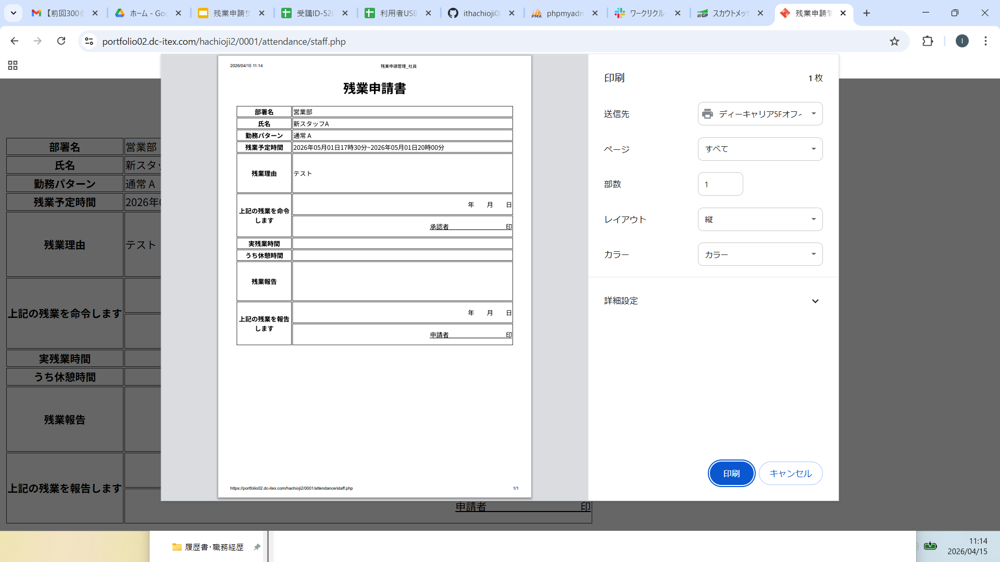 【前回300名
ホーム - Goo
残業申請サ
受講ID-520
利用者USB
ithachioji0
phpmyadn
ワークリクルー
スカウトメッセ
残業申請管
portfolio02.dc-itex.com/hachioji2/0001/attendance/staff.php
I
2026/04/15 11:14
残業申請管理_社員
残業申請書
部署名 営業部
氏名 新スタッフA
勤務パターン 通常 A
残業予定時間 2026年05月01日17時30分~2026年05月01日20時00分
残業理由 テスト
上記の残業を命令
します
年 月 日
承認者 印
実残業時間
うち休憩時間
残業報告
上記の残業を報告
します
年 月 日
申請者 印
https://portfolio02.dc-itex.com/hachioji2/0001/attendance/staff.php
1/1
印刷
1 枚
送信先 ディーキャリア5Fオフィ
ページ すべて
部数 1
レイアウト 縦
カラー カラー
詳細設定
印刷 キャンセル
部署名 営業部
氏名 新スタッ
勤務パターン 通常 A
残業予定時間 2026年0
残業理由 テスト
上記の残業を命令します
実残業時間
うち休憩時間
残業報告
上記の残業を報告します
申請者 印
履歴書・職務経歴
11:14
2026/04/15